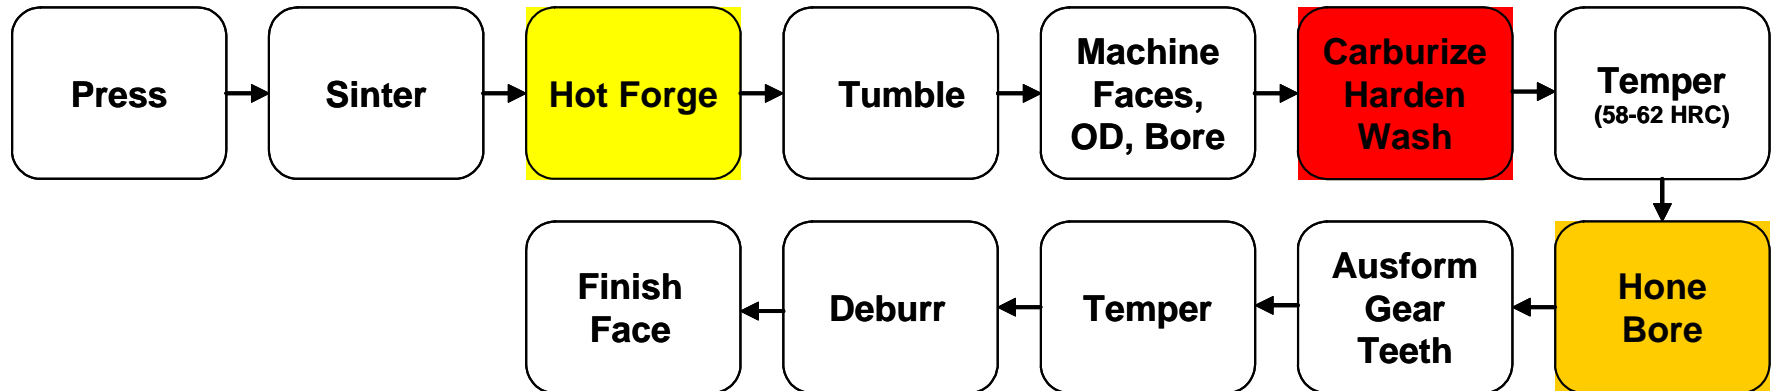 Press
Sinter
Hot Forge
Tumble
Machine
Faces,
OD, Bore
Carburize
Harden
Wash
Temper
(58-62 HRC)
Hone
Bore
Ausform
Gear
Teeth
Temper
Deburr
Finish
Face